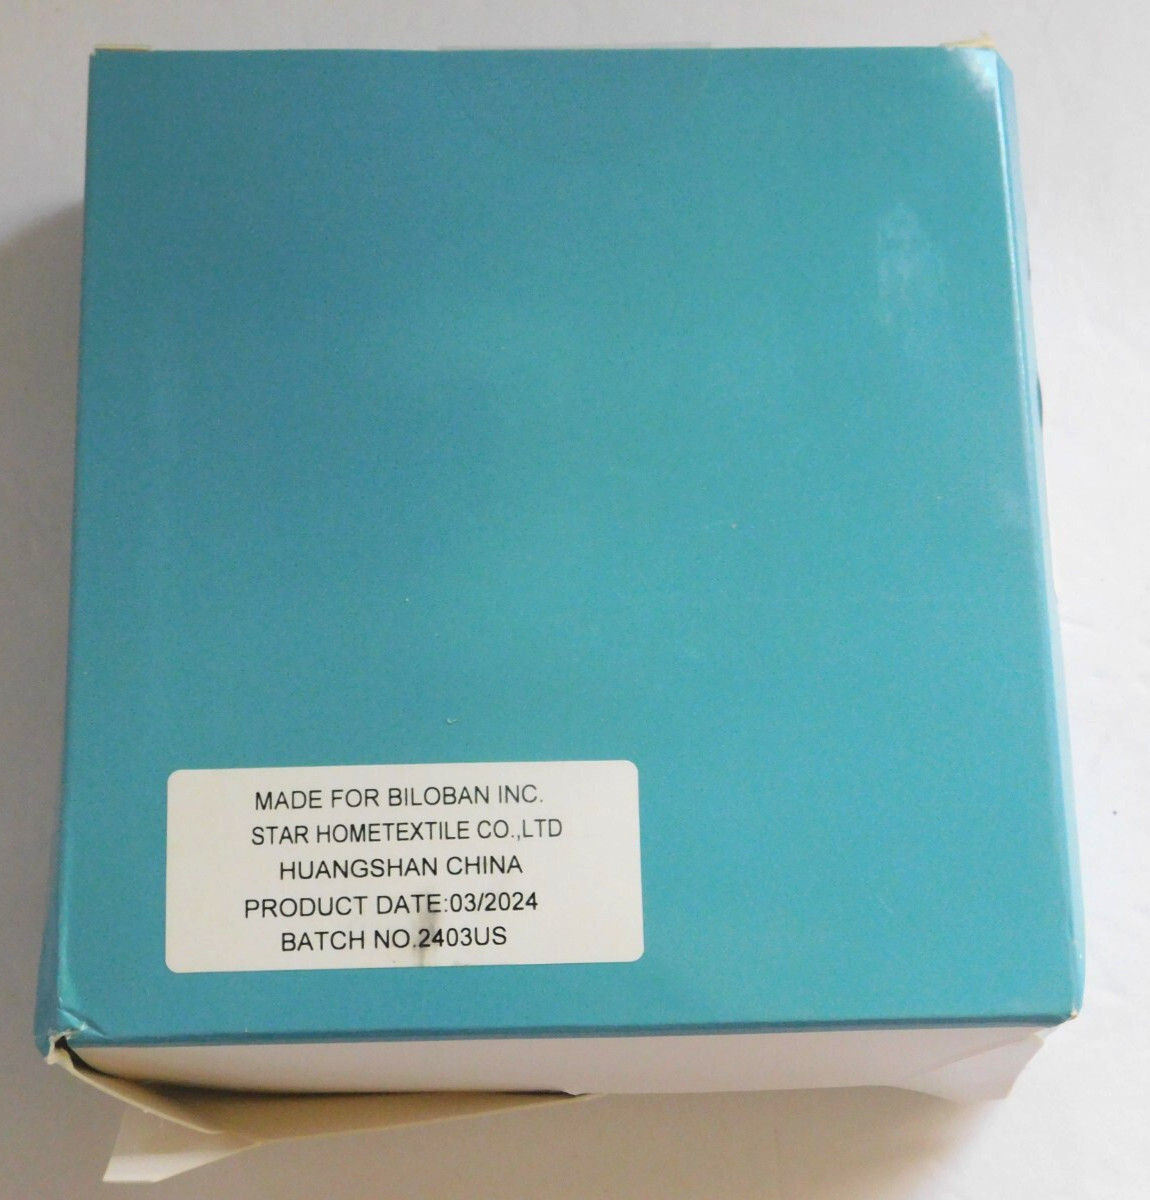 MADE FOR BILOBAN INC.
STAR HOMETEXTILE CO.,LTD
HUANGSHAN CHINA
PRODUCT DATE:03/2024
BATCH NO.2403US